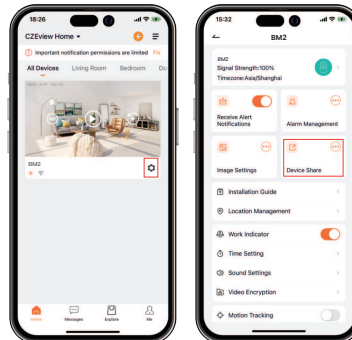 18:26
CZEview Home
Important notification permissions are limited Fix
All Devices Living Room Bedroom
BM2
Home Messages Explore Me
15:32
BM2
BM2
Signal Strength:100%
Timezone:Asia/Shanghai
Receive Alert
Notifications
Alarm Management
Image Settings
Device Share
Installation Guide
Location Management
Work Indicator
Time Setting
Sound Settings
Video Encryption
Motion Tracking